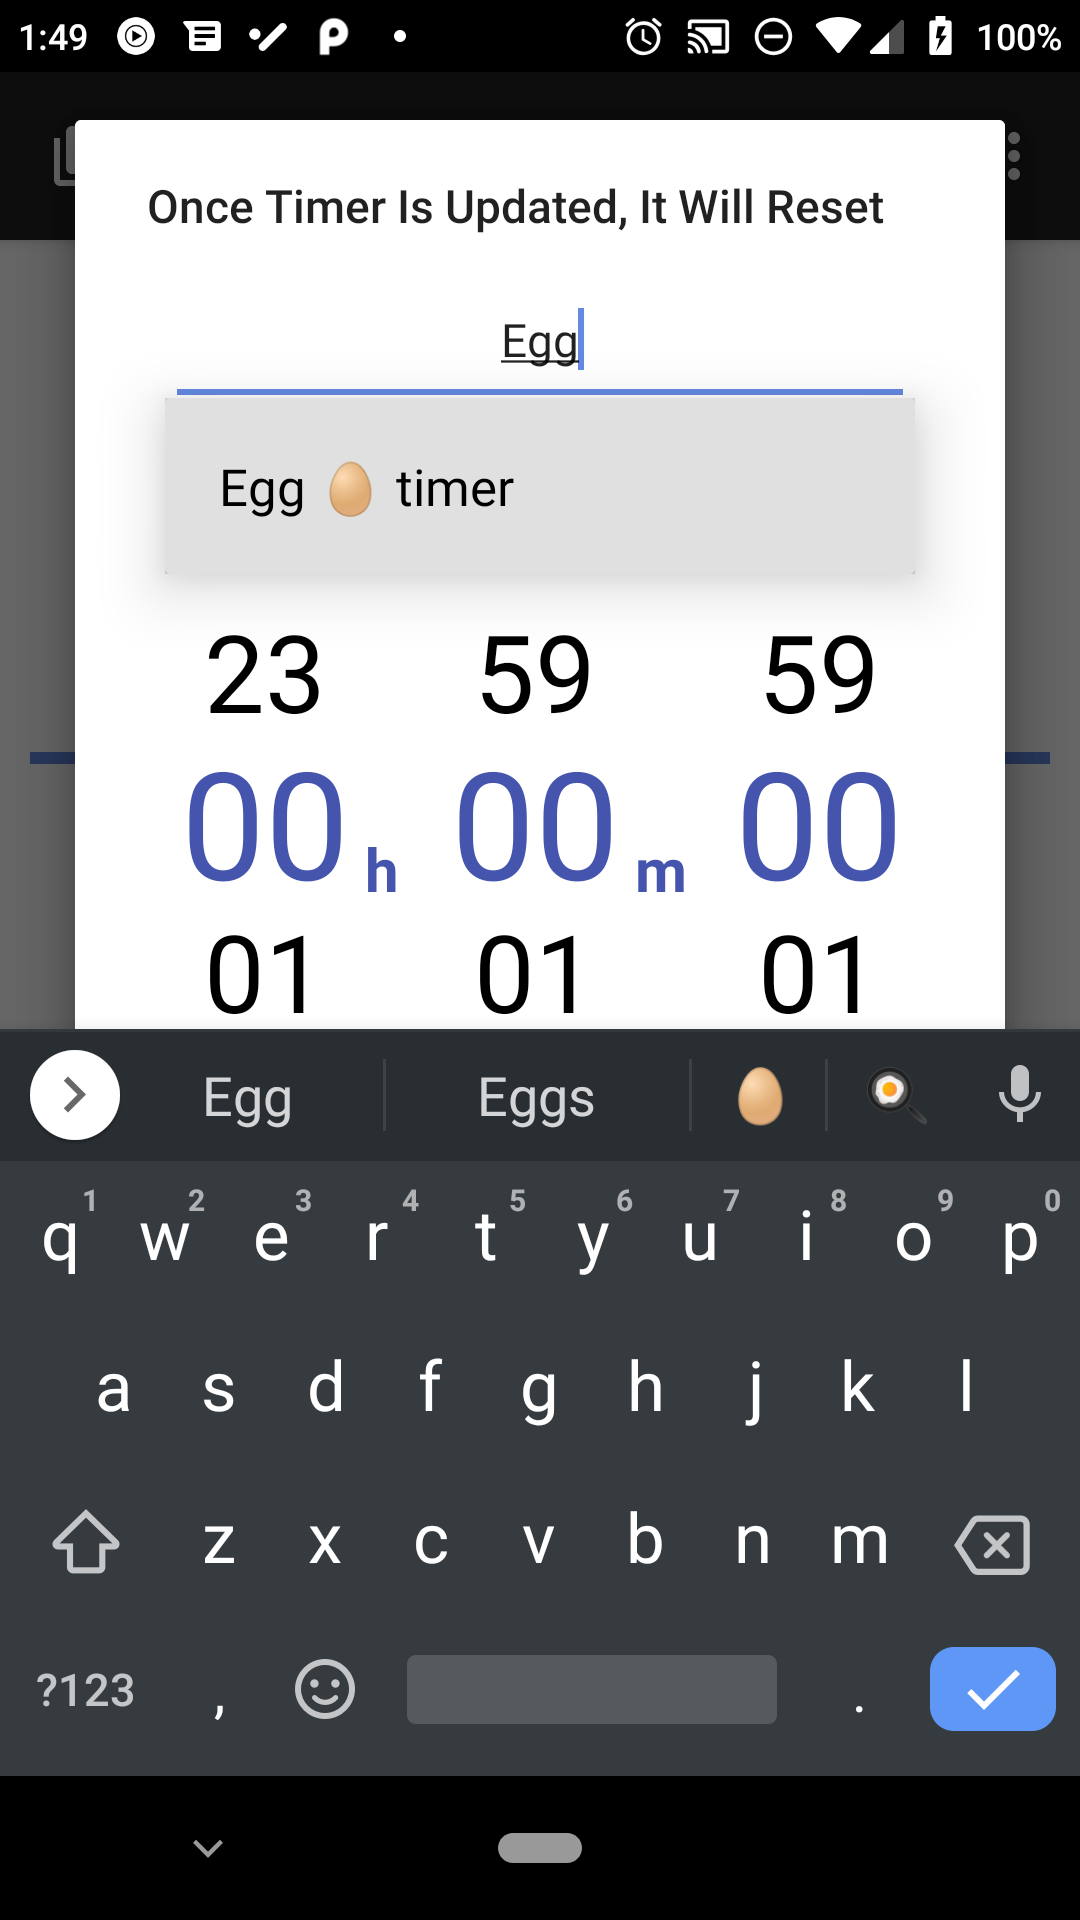 1:49 100%
Once Timer Is Updated, It Will Reset
Egg
Egg 🥚 timer
23 59 59
00 h 00 m 00
01 01 01
Egg Eggs 🥚 🍳
q 1 w 2 e 3 r 4 t 5 y 6 u 7 i 8 o 9 p 0
a s d f g h j k l
z x c v b n m
?123 , .